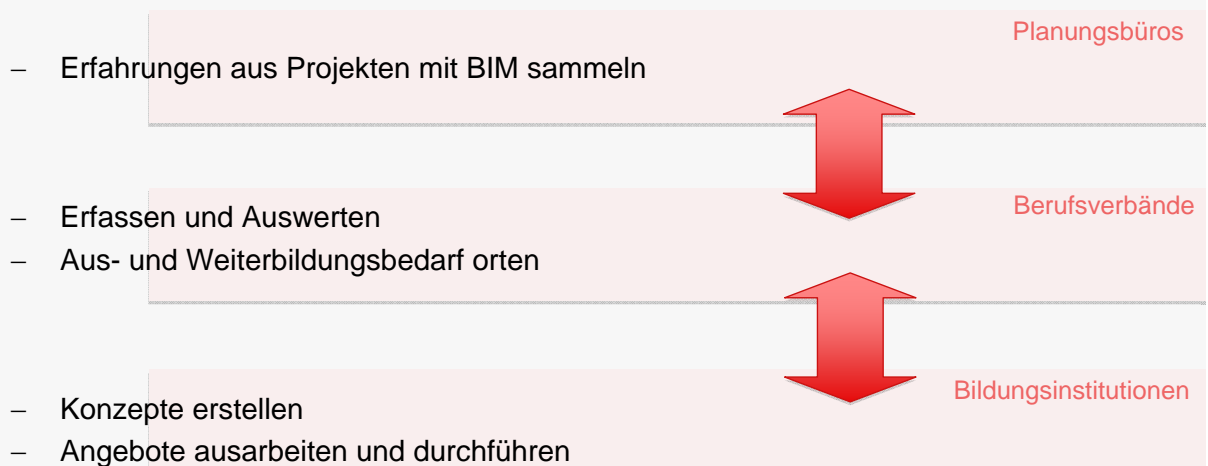 Planungsbüros
– Erfahrungen aus Projekten mit BIM sammeln
Berufsverbände
– Erfassen und Auswerten
– Aus- und Weiterbildungsbedarf orten
Bildungsinstitutionen
– Konzepte erstellen
– Angebote ausarbeiten und durchführen